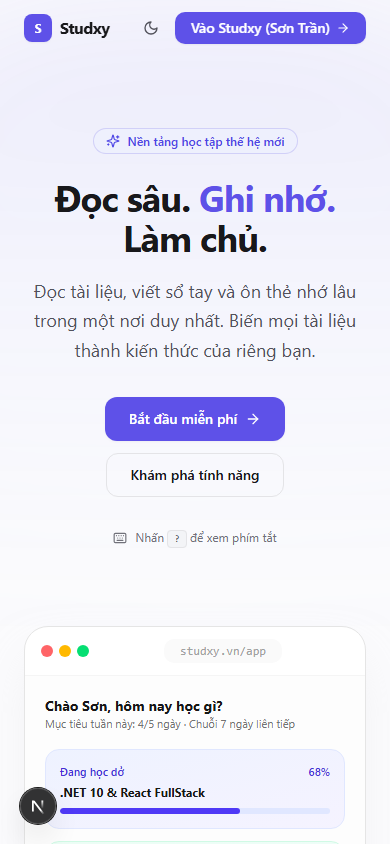 S Studxy Vào Studxy (Sơn Trần)
Nền tảng học tập thế hệ mới
Đọc sâu. Ghi nhớ.
Làm chủ.
Đọc tài liệu, viết sổ tay và ôn thẻ nhớ lâu
trong một nơi duy nhất. Biến mọi tài liệu
thành kiến thức của riêng bạn.
Bắt đầu miễn phí
Khám phá tính năng
Nhấn ? để xem phím tắt
studxy.vn/app
Chào Sơn, hôm nay học gì?
Mục tiêu tuần này: 4/5 ngày · Chuỗi 7 ngày liên tiếp
Đang học dở 68%
.NET 10 & React FullStack
N